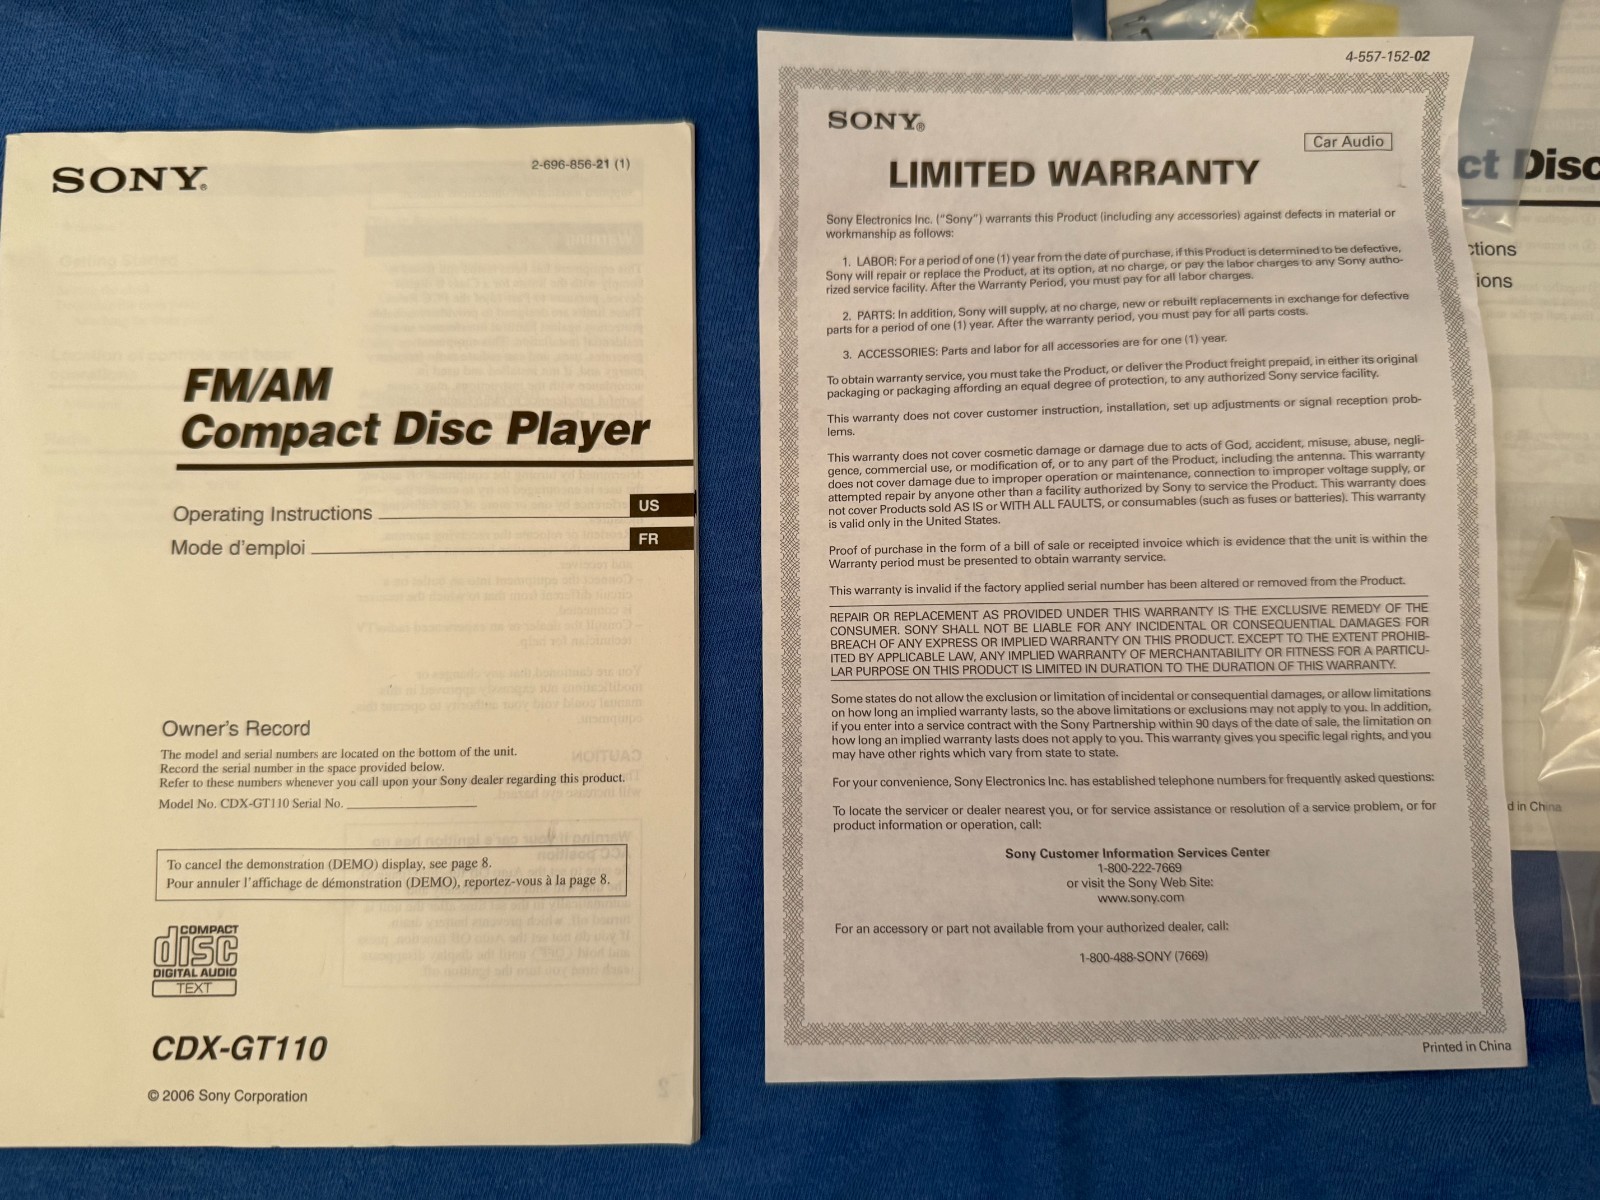 SONY®
2-696-856-21 (1)
FM/AM
Compact Disc Player
Operating Instructions US
Mode d'emploi FR
Owner's Record
The model and serial numbers are located on the bottom of the unit.
Record the serial number in the space provided below.
Refer to these numbers whenever you call upon your Sony dealer regarding this product.
Model No. CDX-GT110 Serial No.
To cancel the demonstration (DEMO) display, see page 8.
Pour annuler l'affichage de démonstration (DEMO), reportez-vous à la page 8.
COMPACT
disc
DIGITAL AUDIO
TEXT
CDX-GT110
© 2006 Sony Corporation
4-557-152-02
SONY®
Car Audio
LIMITED WARRANTY
Sony Electronics Inc. ("Sony") warrants this Product (including any accessories) against defects in material or
workmanship as follows:
1. LABOR: For a period of one (1) year from the date of purchase, if this Product is determined to be defective,
Sony will repair or replace the Product, at its option, at no charge, or pay the labor charges to any Sony autho-
rized service facility. After the Warranty Period, you must pay for all labor charges.
2. PARTS: In addition, Sony will supply, at no charge, new or rebuilt replacements in exchange for defective
parts for a period of one (1) year. After the warranty period, you must pay for all parts costs.
3. ACCESSORIES: Parts and labor for all accessories are for one (1) year.
To obtain warranty service, you must take the Product, or deliver the Product freight prepaid, in either its original
packaging or packaging affording an equal degree of protection, to any authorized Sony service facility.
This warranty does not cover customer instruction, installation, set up adjustments or signal reception prob-
lems.
This warranty does not cover cosmetic damage or damage due to acts of God, accident, misuse, abuse, negli-
gence, commercial use, or modification of, or to any part of the Product, including the antenna. This warranty
does not cover damage due to improper operation or maintenance, connection to improper voltage supply, or
attempted repair by anyone other than a facility authorized by Sony to service the Product. This warranty does
not cover Products sold AS IS or WITH ALL FAULTS, or consumables (such as fuses or batteries). This warranty
is valid only in the United States.
Proof of purchase in the form of a bill of sale or receipted invoice which is evidence that the unit is within the
Warranty period must be presented to obtain warranty service.
This warranty is invalid if the factory applied serial number has been altered or removed from the Product.
REPAIR OR REPLACEMENT AS PROVIDED UNDER THIS WARRANTY IS THE EXCLUSIVE REMEDY OF THE
CONSUMER. SONY SHALL NOT BE LIABLE FOR ANY INCIDENTAL OR CONSEQUENTIAL DAMAGES FOR
BREACH OF ANY EXPRESS OR IMPLIED WARRANTY ON THIS PRODUCT. EXCEPT TO THE EXTENT PROHIB-
ITED BY APPLICABLE LAW, ANY IMPLIED WARRANTY OF MERCHANTABILITY OR FITNESS FOR A PARTICU-
LAR PURPOSE ON THIS PRODUCT IS LIMITED IN DURATION TO THE DURATION OF THIS WARRANTY.
Some states do not allow the exclusion or limitation of incidental or consequential damages, or allow limitations
on how long an implied warranty lasts, so the above limitations or exclusions may not apply to you. In addition,
if you enter into a service contract with the Sony Partnership within 90 days of the date of sale, the limitation on
how long an implied warranty lasts does not apply to you. This warranty gives you specific legal rights, and you
may have other rights which vary from state to state.
For your convenience, Sony Electronics Inc. has established telephone numbers for frequently asked questions:
To locate the servicer or dealer nearest you, or for service assistance or resolution of a service problem, or for
product information or operation, call:
Sony Customer Information Services Center
1-800-222-7669
or visit the Sony Web Site:
www.sony.com
For an accessory or part not available from your authorized dealer, call:
1-800-488-SONY (7669)
Printed in China
ct Disc
ctions
ions
d in China